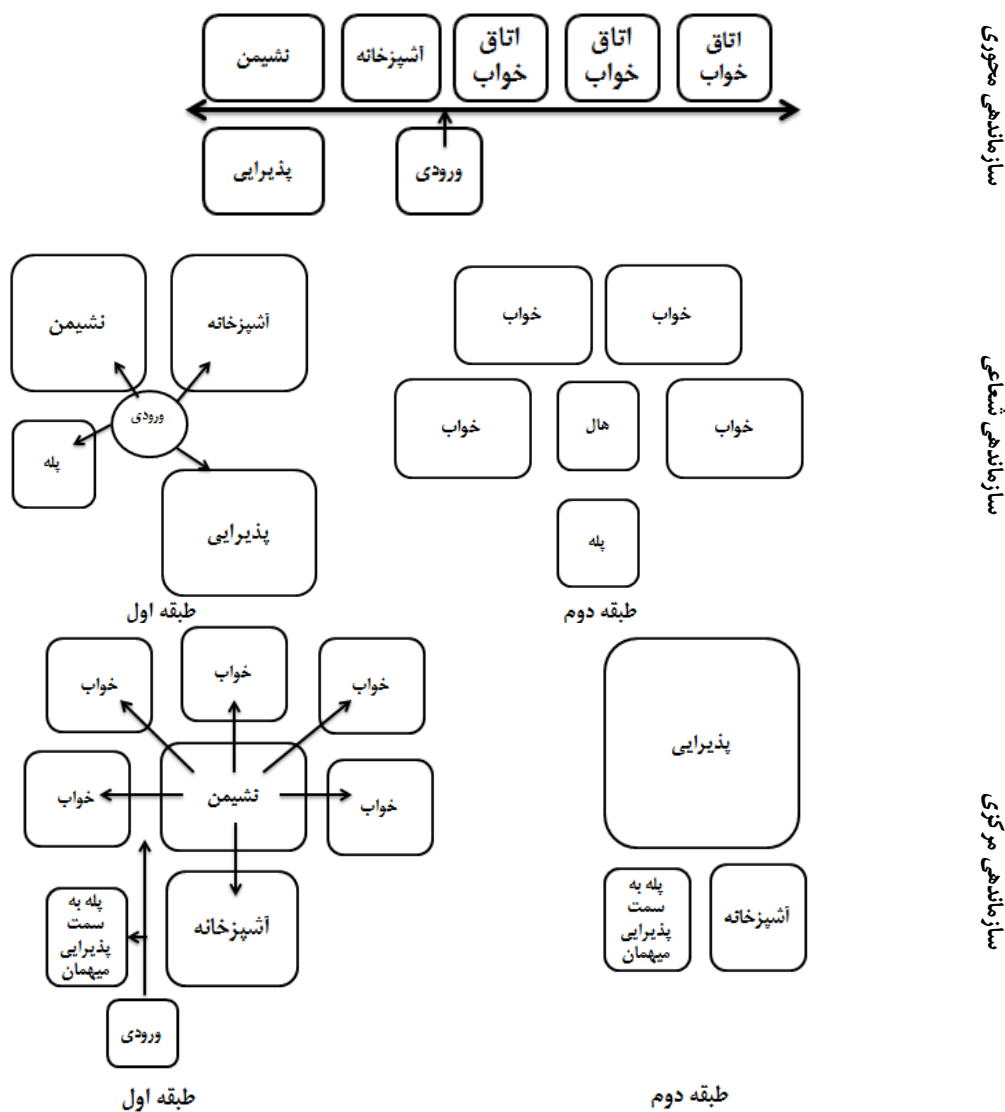 سازماندهی محوری
اتاق
خواب
اتاق
خواب
اتاق
خواب
آشپزخانه
نشیمن
ورودی
پذیرایی
سازماندهی شعاعی
آشپزخانه
نشیمن
ورودی
پله
پذیرایی
طبقه اول
خواب
خواب
خواب
هال
خواب
پله
طبقه دوم
سازماندهی مرکزی
خواب
خواب
خواب
خواب
نشیمن
خواب
آشپزخانه
پله به
سمت
پذیرایی
میهمان
ورودی
طبقه اول
پذیرایی
آشپزخانه
پله به
سمت
پذیرایی
میهمان
طبقه دوم